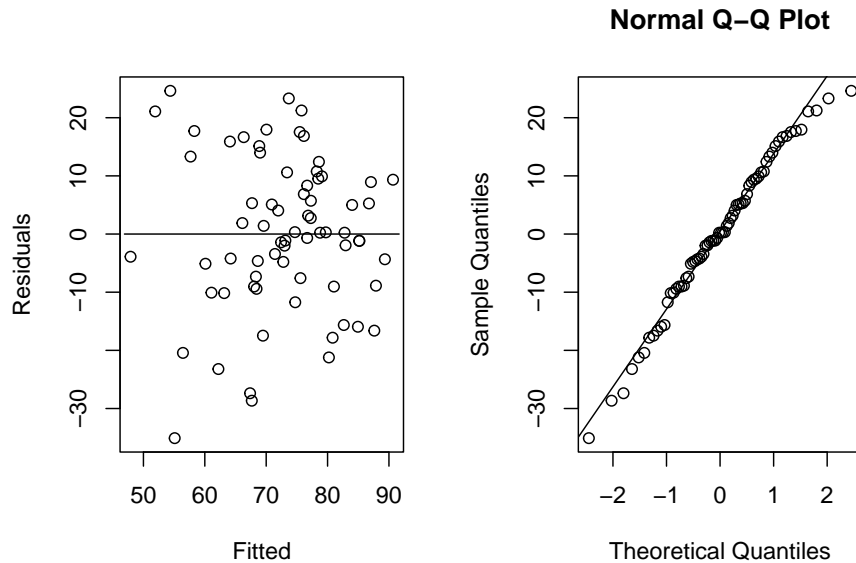 Normal Q−Q Plot
Residuals
20
10
0
−10
−30
50 60 70 80 90
Fitted
Sample Quantiles
20
10
0
−10
−30
−2 −1 0 1 2
Theoretical Quantiles